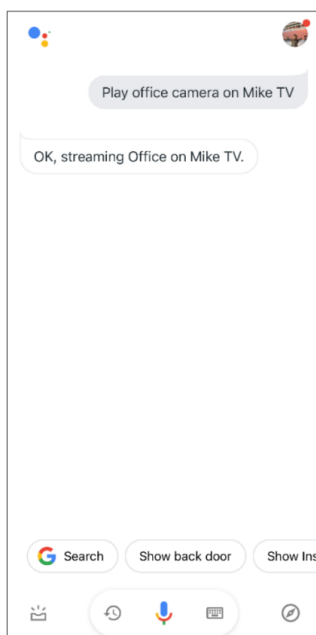 Play office camera on Mike TV
OK, streaming Office on Mike TV.
Search
Show back door
Show Ins